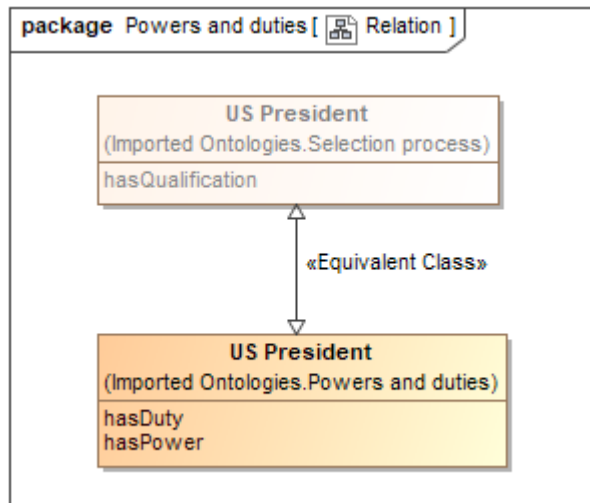 package Powers and duties [ Relation ]
US President
(Imported Ontologies.Selection process)
hasQualification
«Equivalent Class»
US President
(Imported Ontologies.Powers and duties)
hasDuty
hasPower